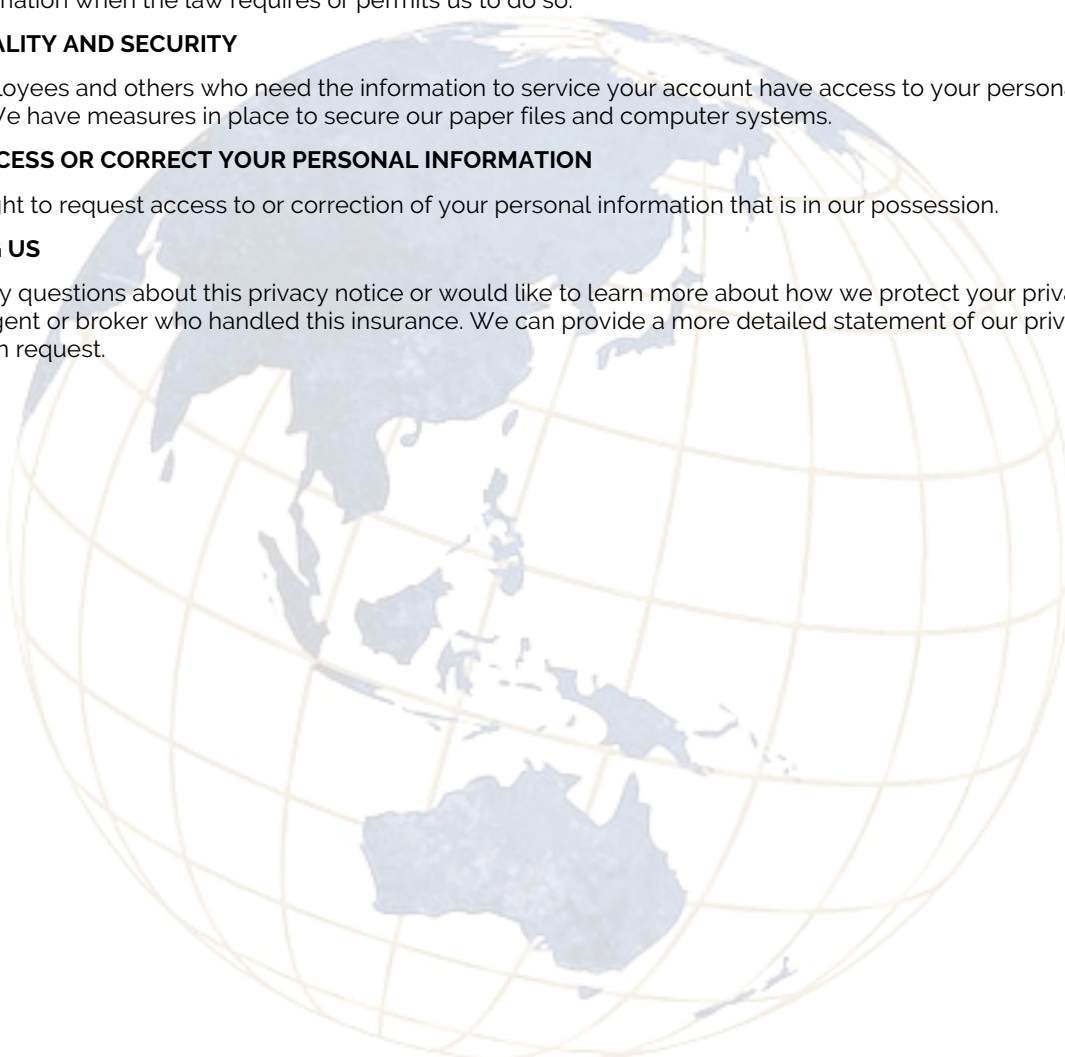 mation when the law requires or permits us to do so.
ALITY AND SECURITY
loyees and others who need the information to service your account have access to your persona
We have measures in place to secure our paper files and computer systems.
CESS OR CORRECT YOUR PERSONAL INFORMATION
ght to request access to or correction of your personal information that is in our possession.
G US
y questions about this privacy notice or would like to learn more about how we protect your priva
gent or broker who handled this insurance. We can provide a more detailed statement of our priv
n request.